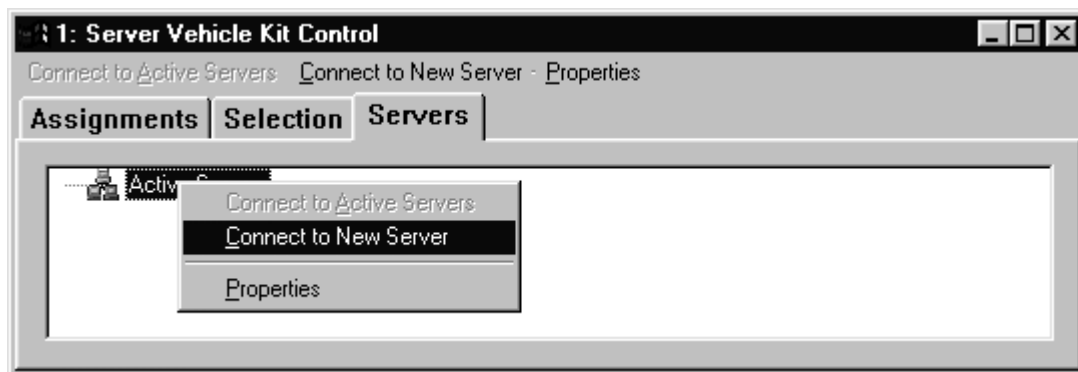 1: Server Vehicle Kit Control
Connect to Active Servers Connect to New Server - Properties
Assignments Selection Servers
Connect to Active Servers
Connect to New Server
Properties